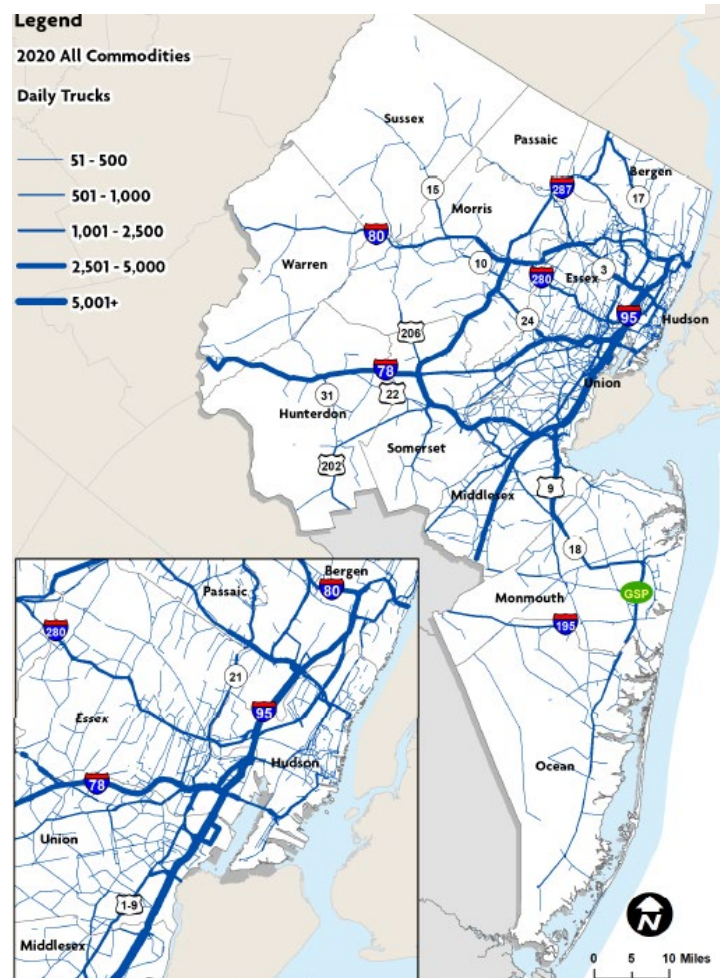 Legend
2020 All Commodities
Daily Trucks
51 - 500
501 - 1,000
1,001 - 2,500
2,501 - 5,000
5,001+
Sussex
Passaic
Bergen
287
15
17
Morris
80
10
Warren
280
Essex
3
95
Hudson
24
206
78
Union
22
31
Hunterdon
Somerset
202
Middlesex
9
18
Monmouth
GSP
195
Ocean
Bergen
Passaic
80
280
21
95
Essex
Hudson
78
Union
1-9
Middlesex
N
0 5 10 Miles